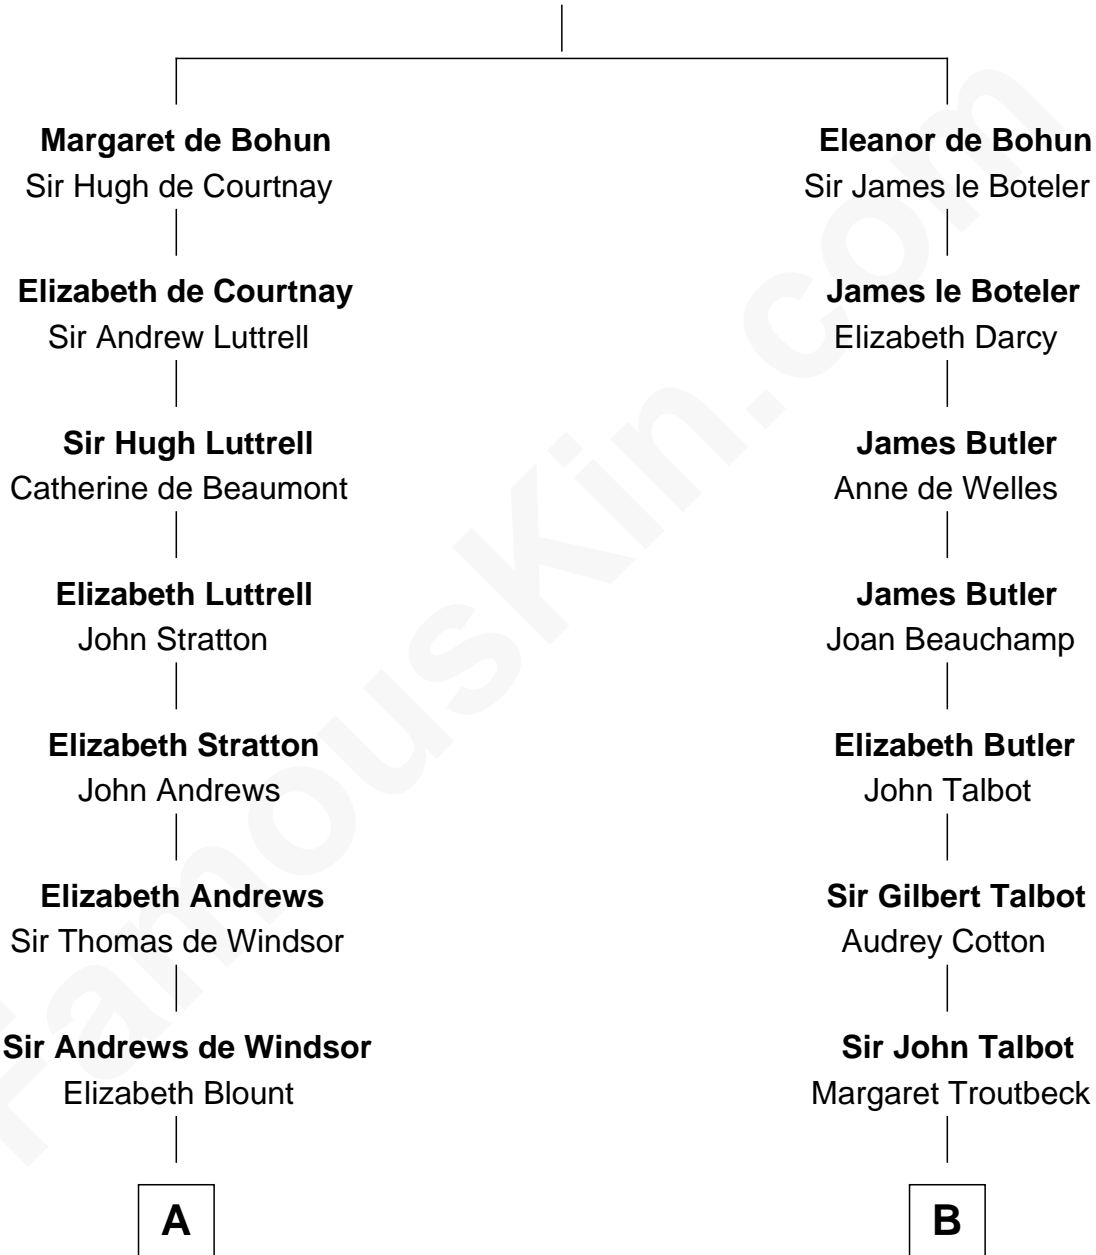 Margaret de Bohun
Sir Hugh de Courtnay
Elizabeth de Courtnay
Sir Andrew Luttrell
Sir Hugh Luttrell
Catherine de Beaumont
Elizabeth Luttrell
John Stratton
Elizabeth Stratton
John Andrews
Elizabeth Andrews
Sir Thomas de Windsor
Sir Andrews de Windsor
Elizabeth Blount
A
Eleanor de Bohun
Sir James le Boteler
James le Boteler
Elizabeth Darcy
James Butler
Anne de Welles
James Butler
Joan Beauchamp
Elizabeth Butler
John Talbot
Sir Gilbert Talbot
Audrey Cotton
Sir John Talbot
Margaret Troutbeck
B
FamousKin.com